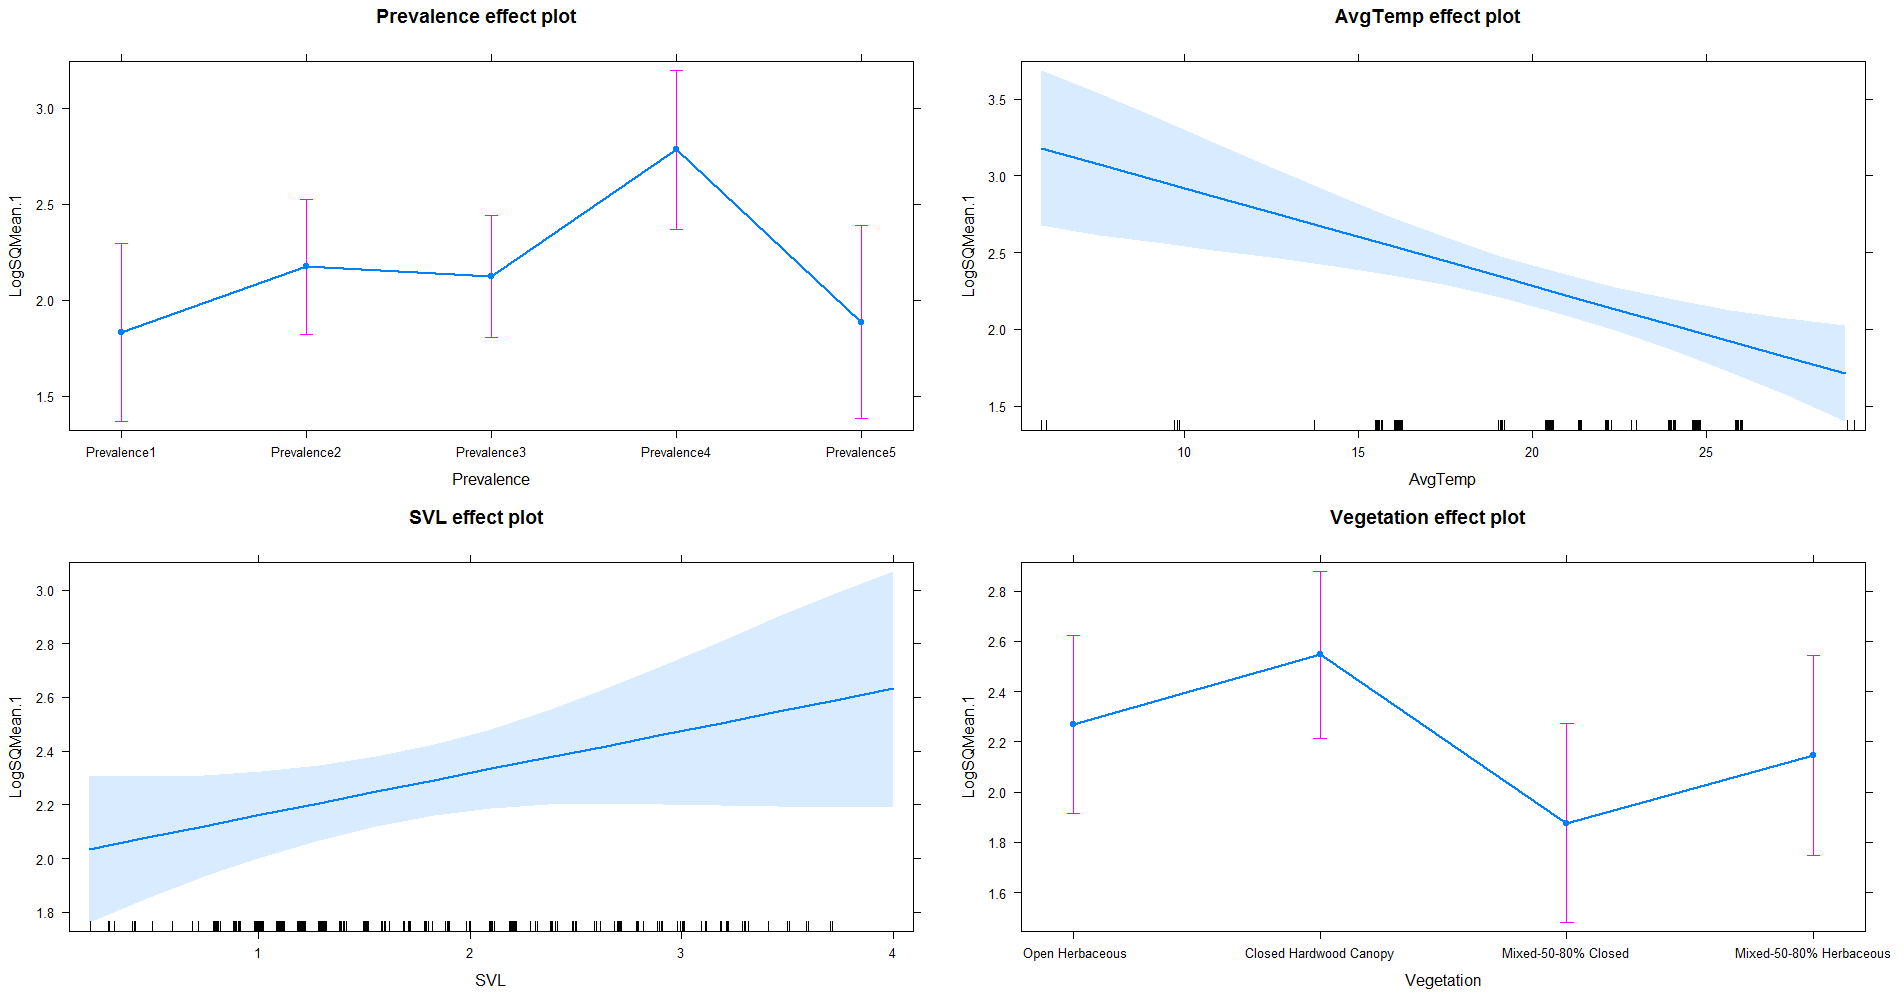 Prevalence effect plot
LogSQMean.1
3.0
2.5
2.0
1.5
Prevalence1 Prevalence2 Prevalence3 Prevalence4 Prevalence5
Prevalence
AvgTemp effect plot
LogSQMean.1
3.5
3.0
2.5
2.0
1.5
10 15 20 25
AvgTemp
SVL effect plot
LogSQMean.1
3.0
2.8
2.6
2.4
2.2
2.0
1.8
1 2 3 4
SVL
Vegetation effect plot
LogSQMean.1
2.8
2.6
2.4
2.2
2.0
1.8
1.6
Open Herbaceous Closed Hardwood Canopy Mixed-50-80% Closed Mixed-50-80% Herbaceous
Vegetation